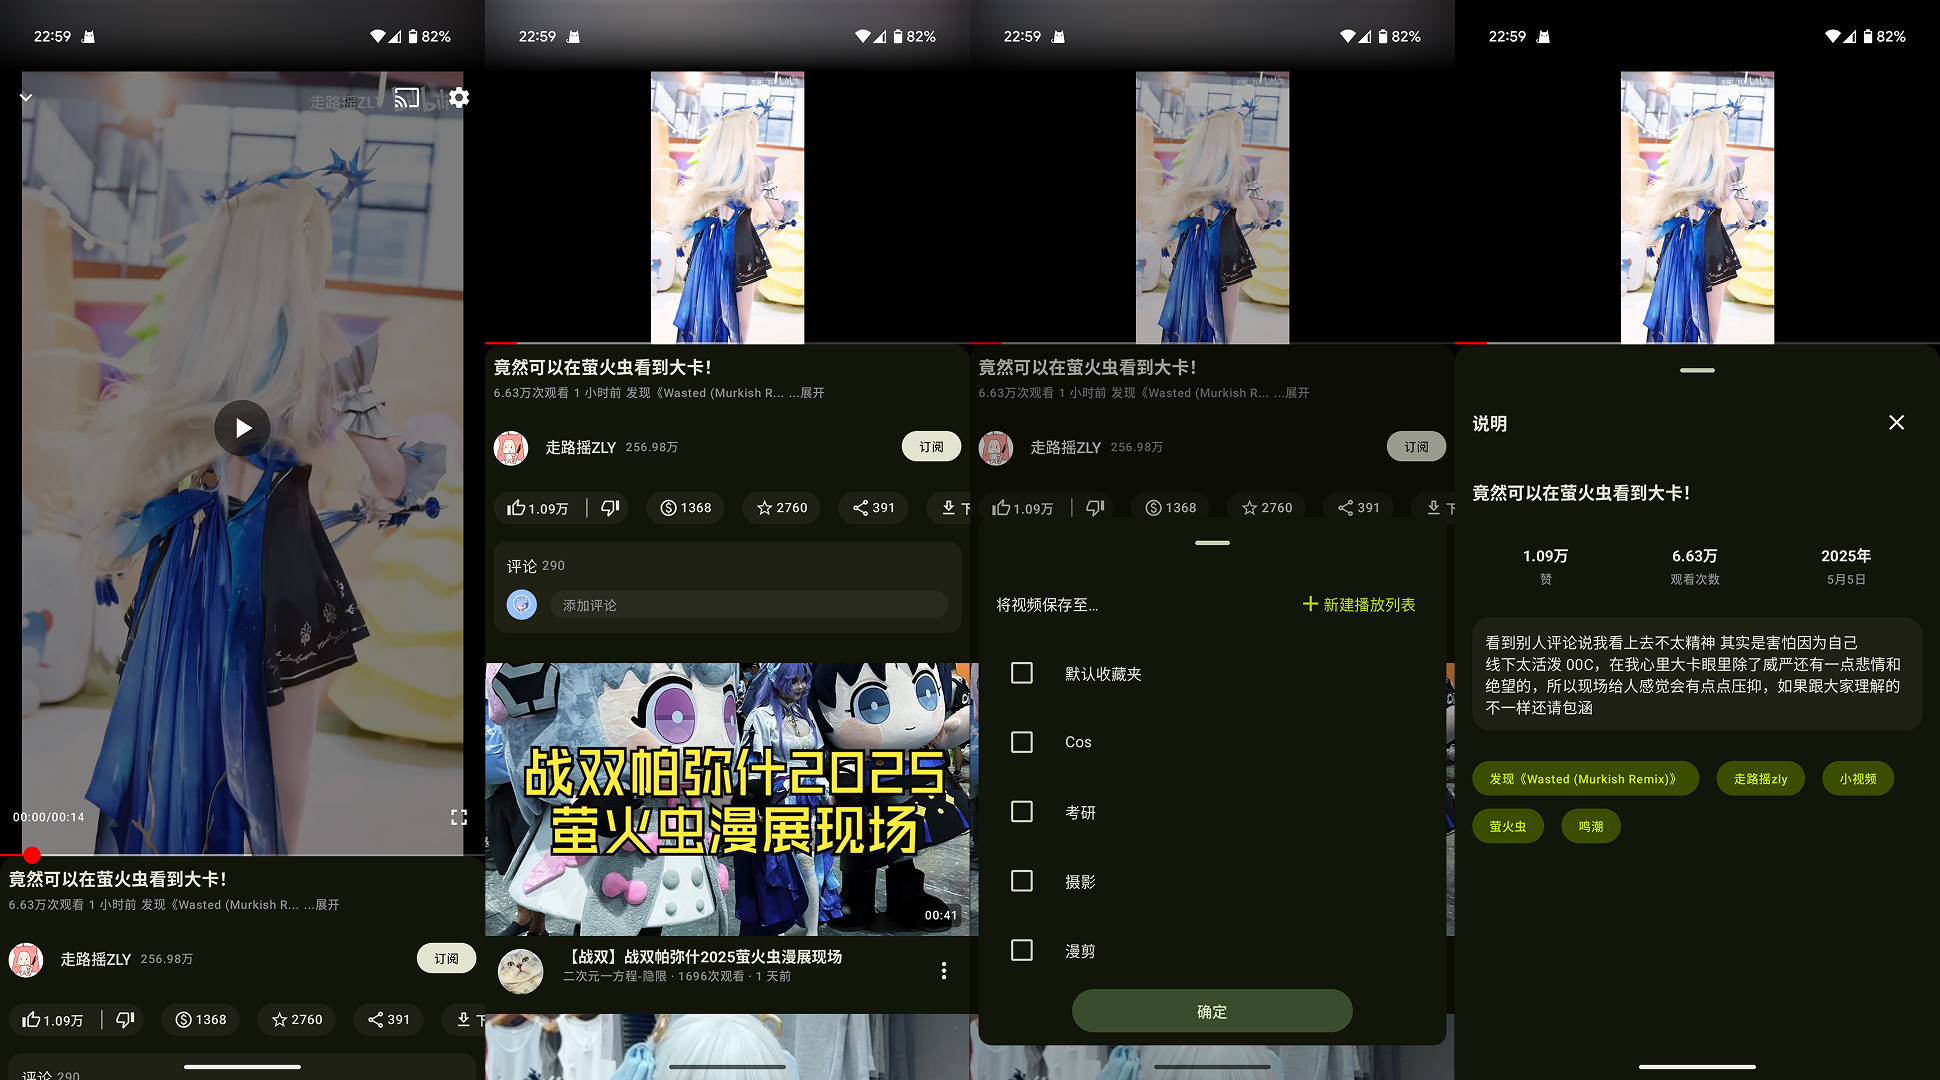 22:59
82%
走路摇ZLY
bili
00:00/00:14
竟然可以在萤火虫看到大卡！
6.63万次观看 1 小时前 发现《Wasted (Murkish R... ...展开
走路摇ZLY 256.98万
订阅
1.09万
1368
2760
391
下
评论 290
22:59
82%
竟然可以在萤火虫看到大卡！
6.63万次观看 1 小时前 发现《Wasted (Murkish R... ...展开
走路摇ZLY 256.98万
订阅
1.09万
1368
2760
391
下
评论 290
添加评论
战双帕弥什2025
萤火虫漫展现场
00:41
【战双】战双帕弥什2025萤火虫漫展现场
二次元一方程-隐限 · 1696次观看 · 1 天前
22:59
82%
竟然可以在萤火虫看到大卡！
6.63万次观看 1 小时前 发现《Wasted (Murkish R... ...展开
走路摇ZLY 256.98万
订阅
1.09万
1368
2760
391
下
将视频保存至...
新建播放列表
默认收藏夹
Cos
考研
摄影
漫剪
确定
22:59
82%
说明
竟然可以在萤火虫看到大卡！
1.09万
赞
6.63万
观看次数
2025年
5月5日
看到别人评论说我看上去不太精神 其实是害怕因为自己
线下太活泼 OOC，在我心里大卡眼里除了威严还有一点悲情和
绝望的，所以现场给人感觉会有点点压抑，如果跟大家理解的
不一样还请包涵
发现《Wasted (Murkish Remix)》
走路摇zly
小视频
萤火虫
鸣潮